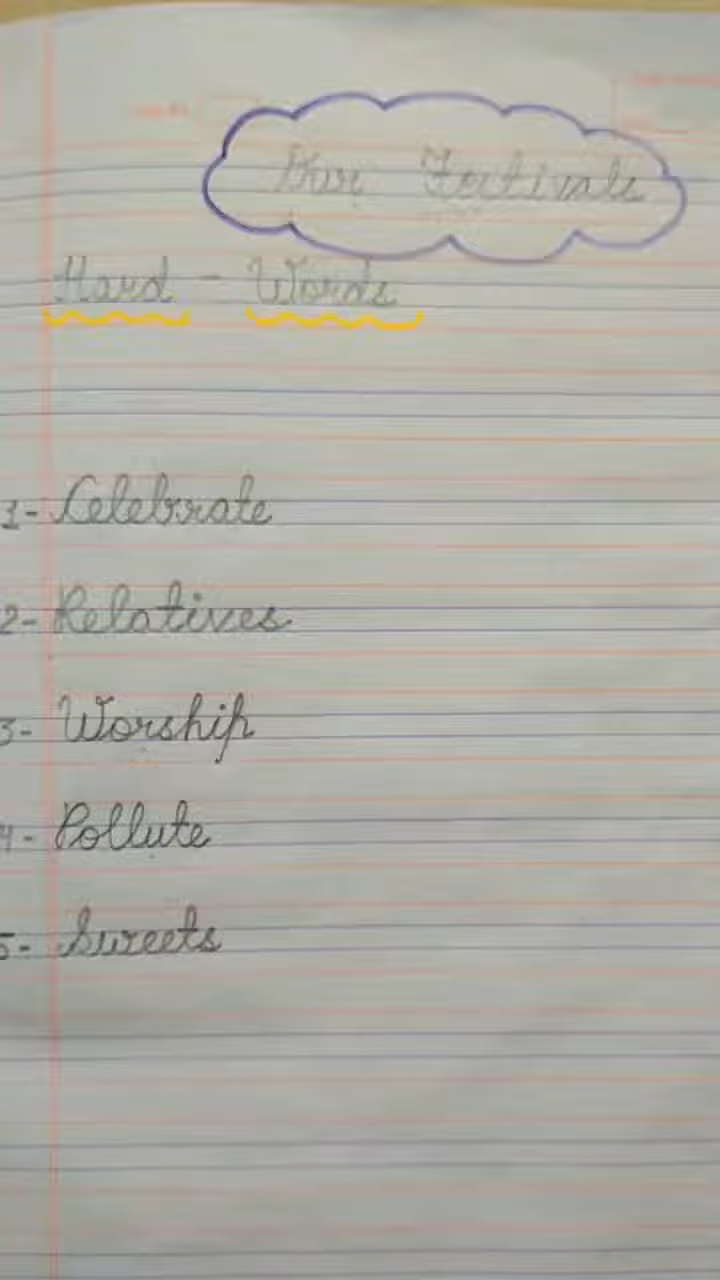 Our Festivals
Hard - Words
1- Celebrate
2- Relatives
3- Worship
4- Pollute
5- Sweets